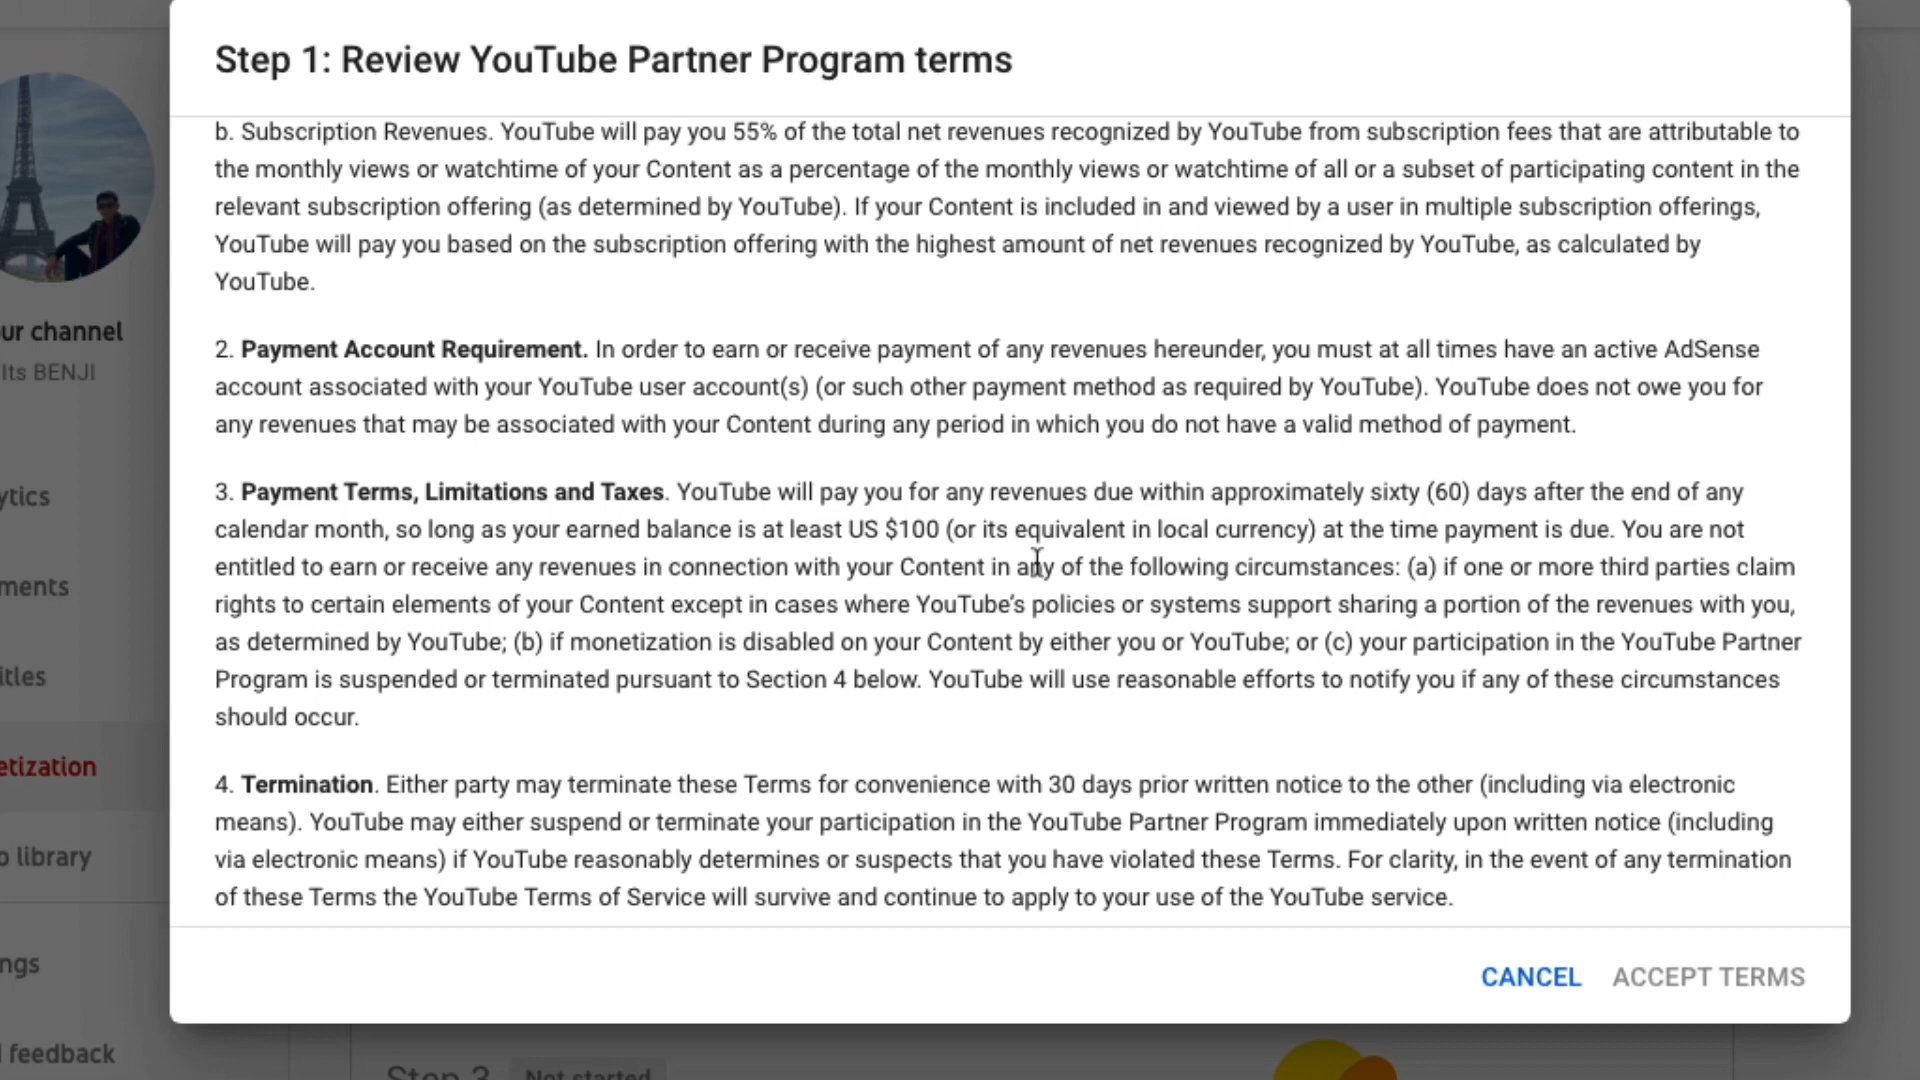 Step 1: Review YouTube Partner Program terms
b. Subscription Revenues. YouTube will pay you 55% of the total net revenues recognized by YouTube from subscription fees that are attributable to
the monthly views or watchtime of your Content as a percentage of the monthly views or watchtime of all or a subset of participating content in the
relevant subscription offering (as determined by YouTube). If your Content is included in and viewed by a user in multiple subscription offerings,
YouTube will pay you based on the subscription offering with the highest amount of net revenues recognized by YouTube, as calculated by
YouTube.
2. Payment Account Requirement. In order to earn or receive payment of any revenues hereunder, you must at all times have an active AdSense
account associated with your YouTube user account(s) (or such other payment method as required by YouTube). YouTube does not owe you for
any revenues that may be associated with your Content during any period in which you do not have a valid method of payment.
3. Payment Terms, Limitations and Taxes. YouTube will pay you for any revenues due within approximately sixty (60) days after the end of any
calendar month, so long as your earned balance is at least US $100 (or its equivalent in local currency) at the time payment is due. You are not
entitled to earn or receive any revenues in connection with your Content in any of the following circumstances: (a) if one or more third parties claim
rights to certain elements of your Content except in cases where YouTube's policies or systems support sharing a portion of the revenues with you,
as determined by YouTube; (b) if monetization is disabled on your Content by either you or YouTube; or (c) your participation in the YouTube Partner
Program is suspended or terminated pursuant to Section 4 below. YouTube will use reasonable efforts to notify you if any of these circumstances
should occur.
4. Termination. Either party may terminate these Terms for convenience with 30 days prior written notice to the other (including via electronic
means). YouTube may either suspend or terminate your participation in the YouTube Partner Program immediately upon written notice (including
via electronic means) if YouTube reasonably determines or suspects that you have violated these Terms. For clarity, in the event of any termination
of these Terms the YouTube Terms of Service will survive and continue to apply to your use of the YouTube service.
CANCEL ACCEPT TERMS
ur channel
Its BENJI
ytics
ments
itles
etization
o library
ngs
feedback
Step 3 Not started